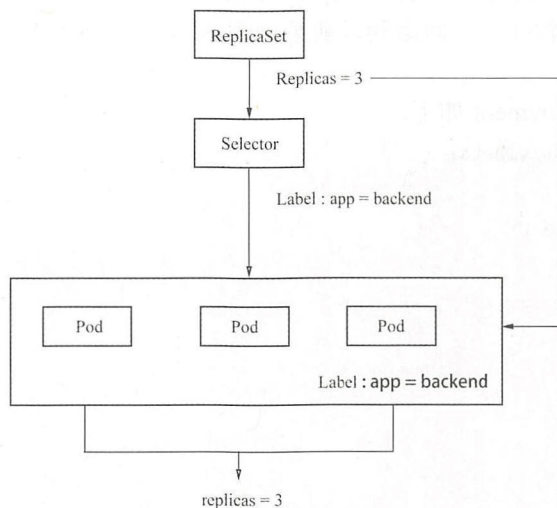 ReplicaSet
Replicas = 3
Selector
Label : app = backend
Pod
Pod
Pod
Label : app = backend
replicas = 3